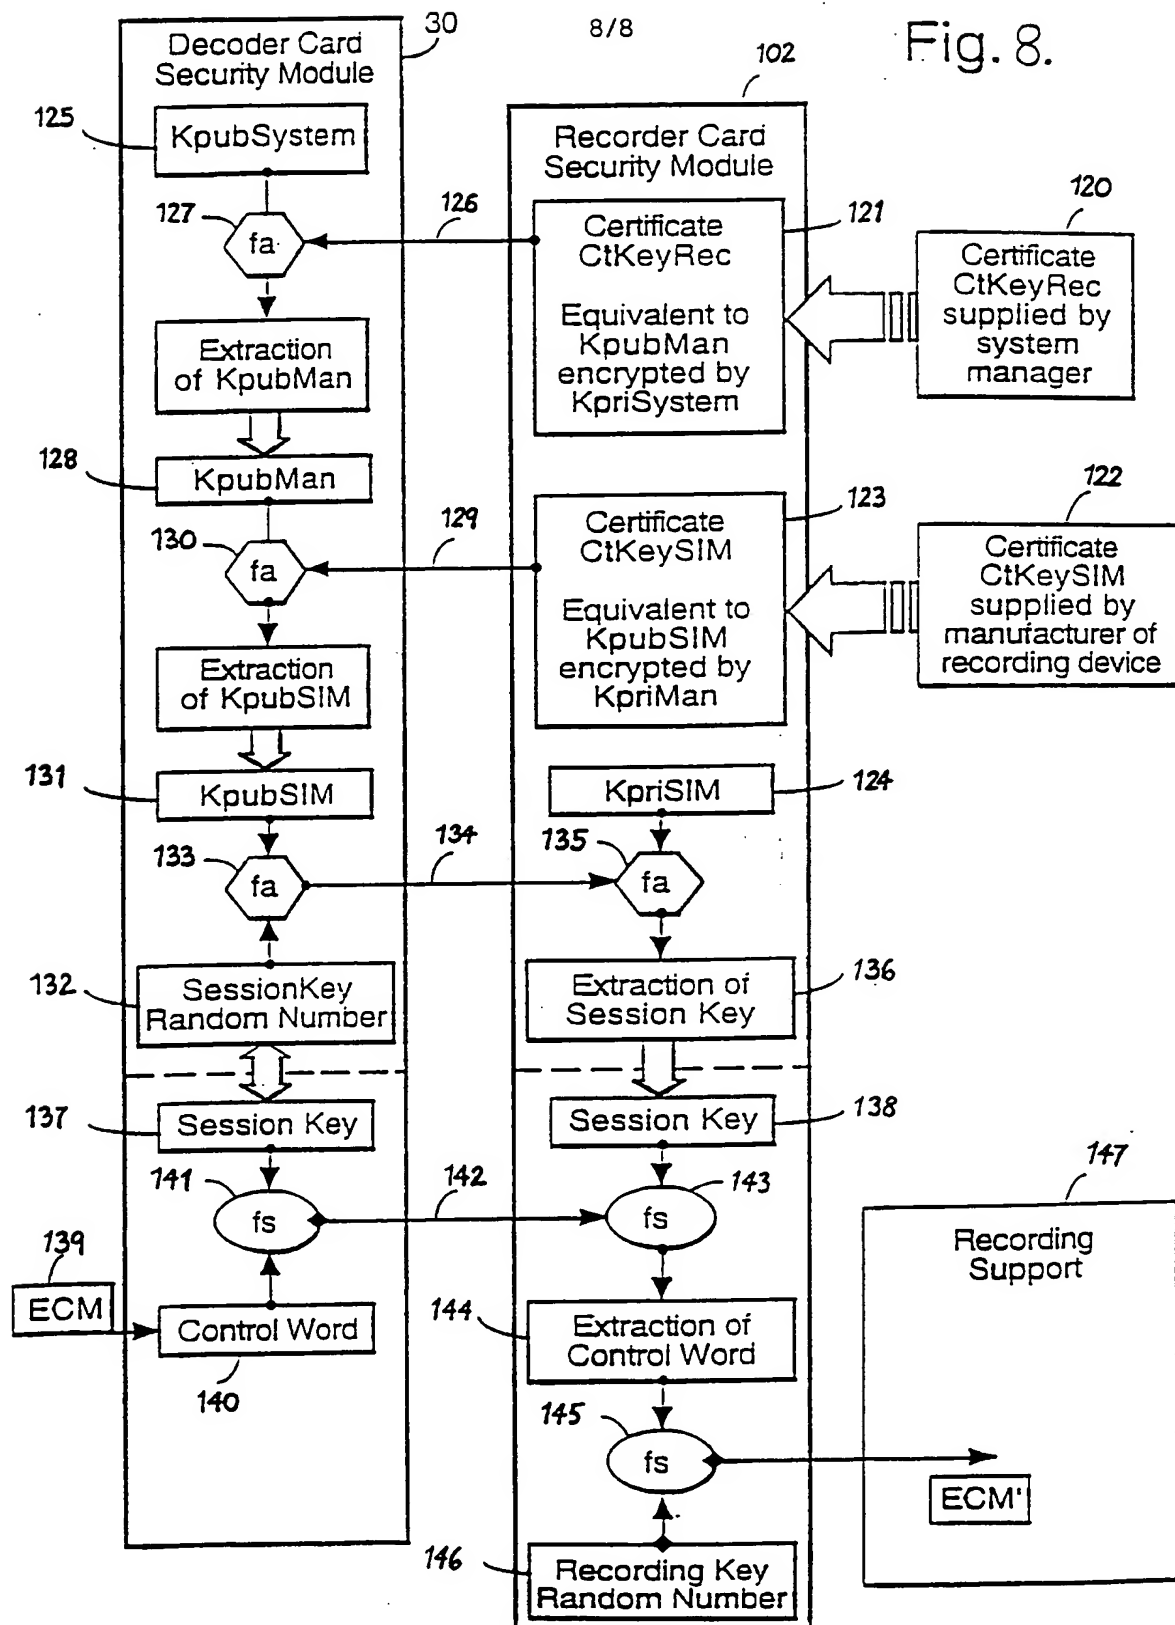 8/8
Fig. 8.
30
Decoder Card
Security Module
125
KpubSystem
127
fa
126
Extraction
of KpubMan
128
KpubMan
130
fa
129
Extraction
of KpubSIM
131
KpubSIM
133
fa
134
132
SessionKey
Random Number
137
Session Key
141
fs
142
139
ECM
Control Word
140
102
Recorder Card
Security Module
121
Certificate
CtKeyRec
Equivalent to
KpubMan
encrypted by
KpriSystem
123
Certificate
CtKeySIM
Equivalent to
KpubSIM
encrypted by
KpriMan
KpriSIM
124
135
fa
136
Extraction of
Session Key
Session Key
138
143
fs
144
Extraction of
Control Word
145
fs
146
Recording Key
Random Number
120
Certificate
CtKeyRec
supplied by
system
manager
122
Certificate
CtKeySIM
supplied by
manufacturer of
recording device
147
Recording
Support
ECM'